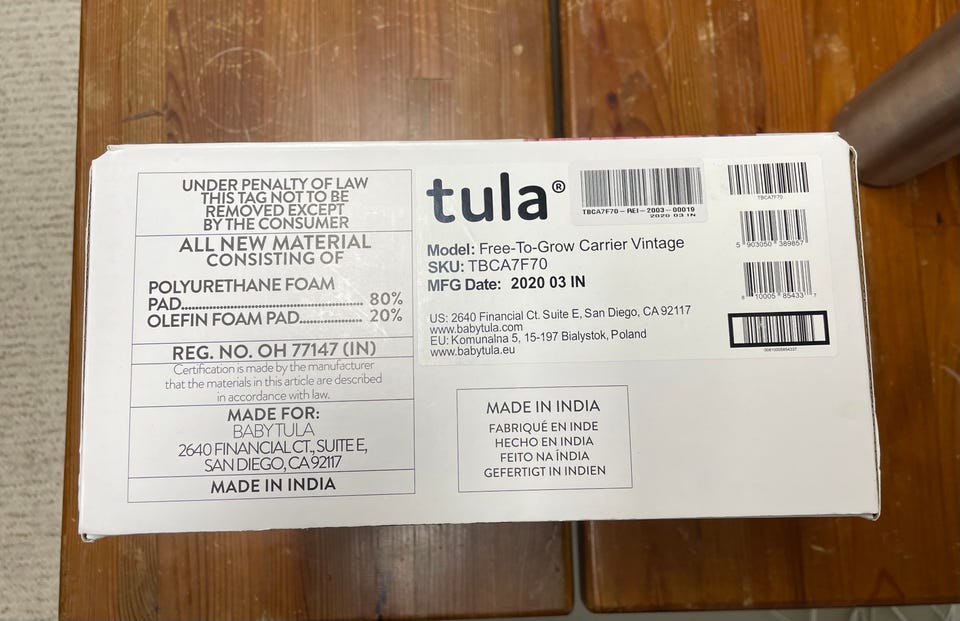 UNDER PENALTY OF LAW
THIS TAG NOT TO BE
REMOVED EXCEPT
BY THE CONSUMER
ALL NEW MATERIAL
CONSISTING OF
POLYURETHANE FOAM
PAD.............................................. 80%
OLEFIN FOAM PAD................ 20%
REG. NO. OH 77147 (IN)
Certification is made by the manufacturer
that the materials in this article are described
in accordance with law.
MADE FOR:
BABYTULA
2640 FINANCIAL CT., SUITE E,
SAN DIEGO, CA 92117
MADE IN INDIA
tula®
Model: Free-To-Grow Carrier Vintage
SKU: TBCA7F70
MFG Date: 2020 03 IN
US: 2640 Financial Ct. Suite E, San Diego, CA 92117
www.babytula.com
EU: Komunalna 5, 15-197 Bialystok, Poland
www.babytula.eu
TBCA7F70-REI-2003-00019
2020 03 IN
TBCA7F70
5 903050 389857
8 10005 85433 7
MADE IN INDIA
FABRIQUÉ EN INDE
HECHO EN INDIA
FEITO NA ÍNDIA
GEFERTIGT IN INDIEN